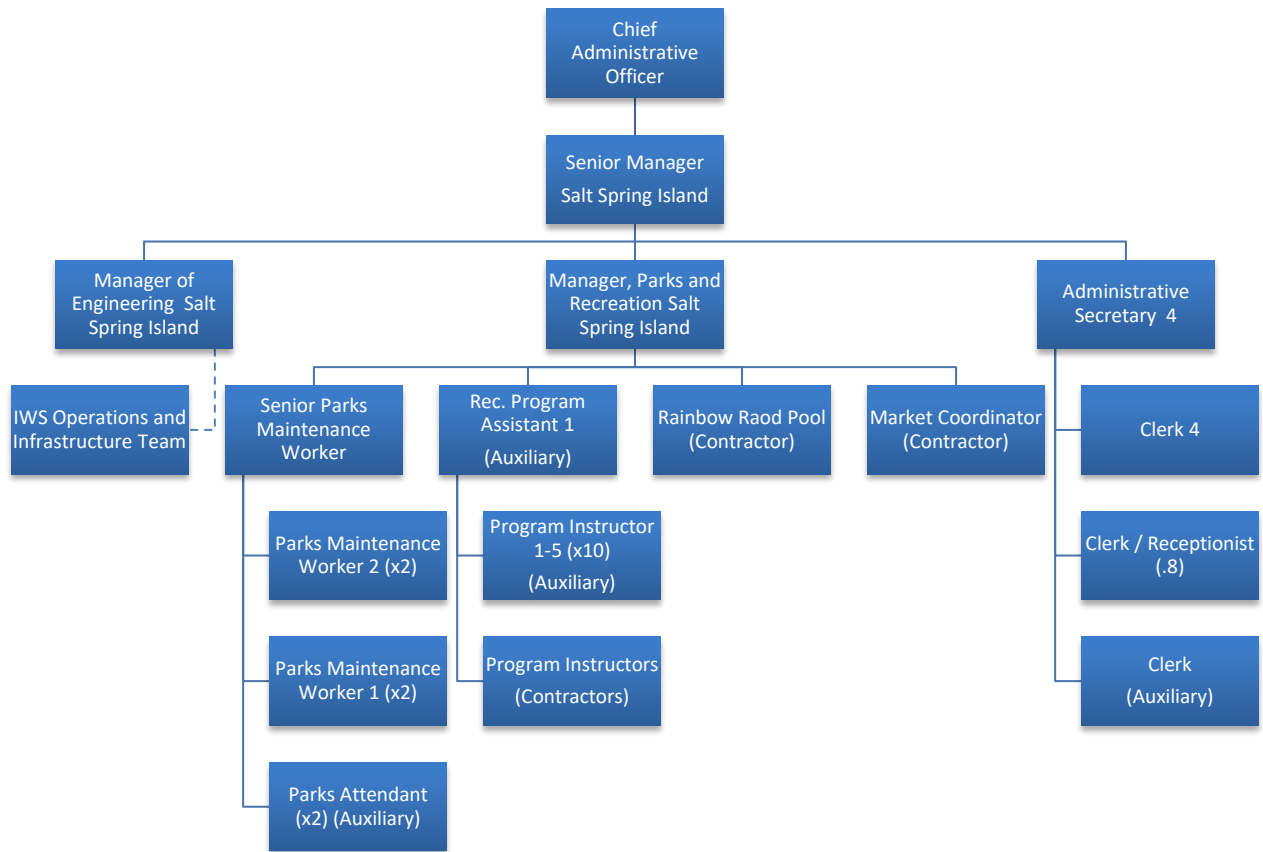 Chief
Administrative
Officer
Senior Manager
Salt Spring Island
Manager of
Engineering Salt
Spring Island
Manager, Parks and
Recreation Salt
Spring Island
Administrative
Secretary 4
IWS Operations and
Infrastructure Team
Senior Parks
Maintenance
Worker
Rec. Program
Assistant 1
(Auxiliary)
Rainbow Raod Pool
(Contractor)
Market Coordinator
(Contractor)
Clerk 4
Parks Maintenance
Worker 2 (x2)
Program Instructor
1-5 (x10)
(Auxiliary)
Clerk / Receptionist
(.8)
Parks Maintenance
Worker 1 (x2)
Program Instructors
(Contractors)
Clerk
(Auxiliary)
Parks Attendant
(x2) (Auxiliary)